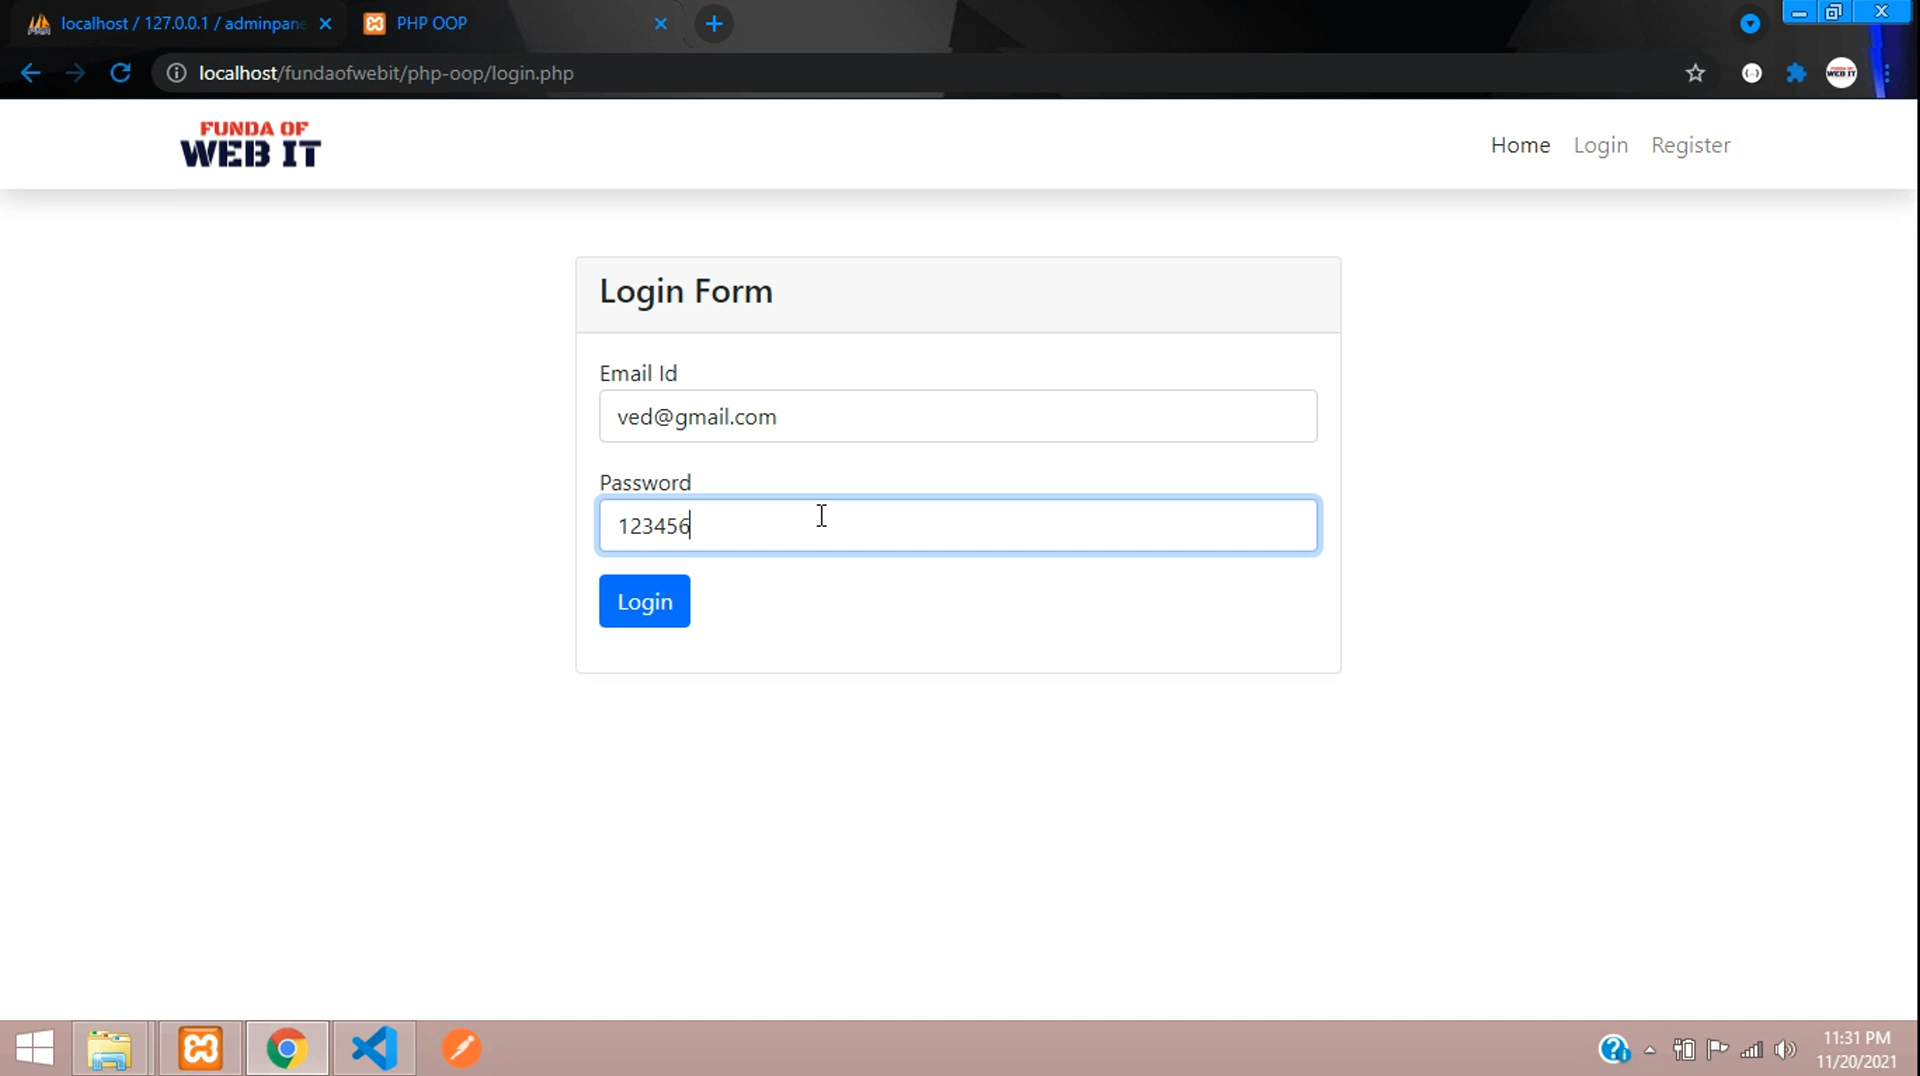 localhost / 127.0.0.1 / adminpane
PHP OOP
localhost/fundaofwebit/php-oop/login.php
FUNDA OF
WEB IT
Home Login Register
Login Form
Email Id
ved@gmail.com
Password
123456
Login
11:31 PM
11/20/2021